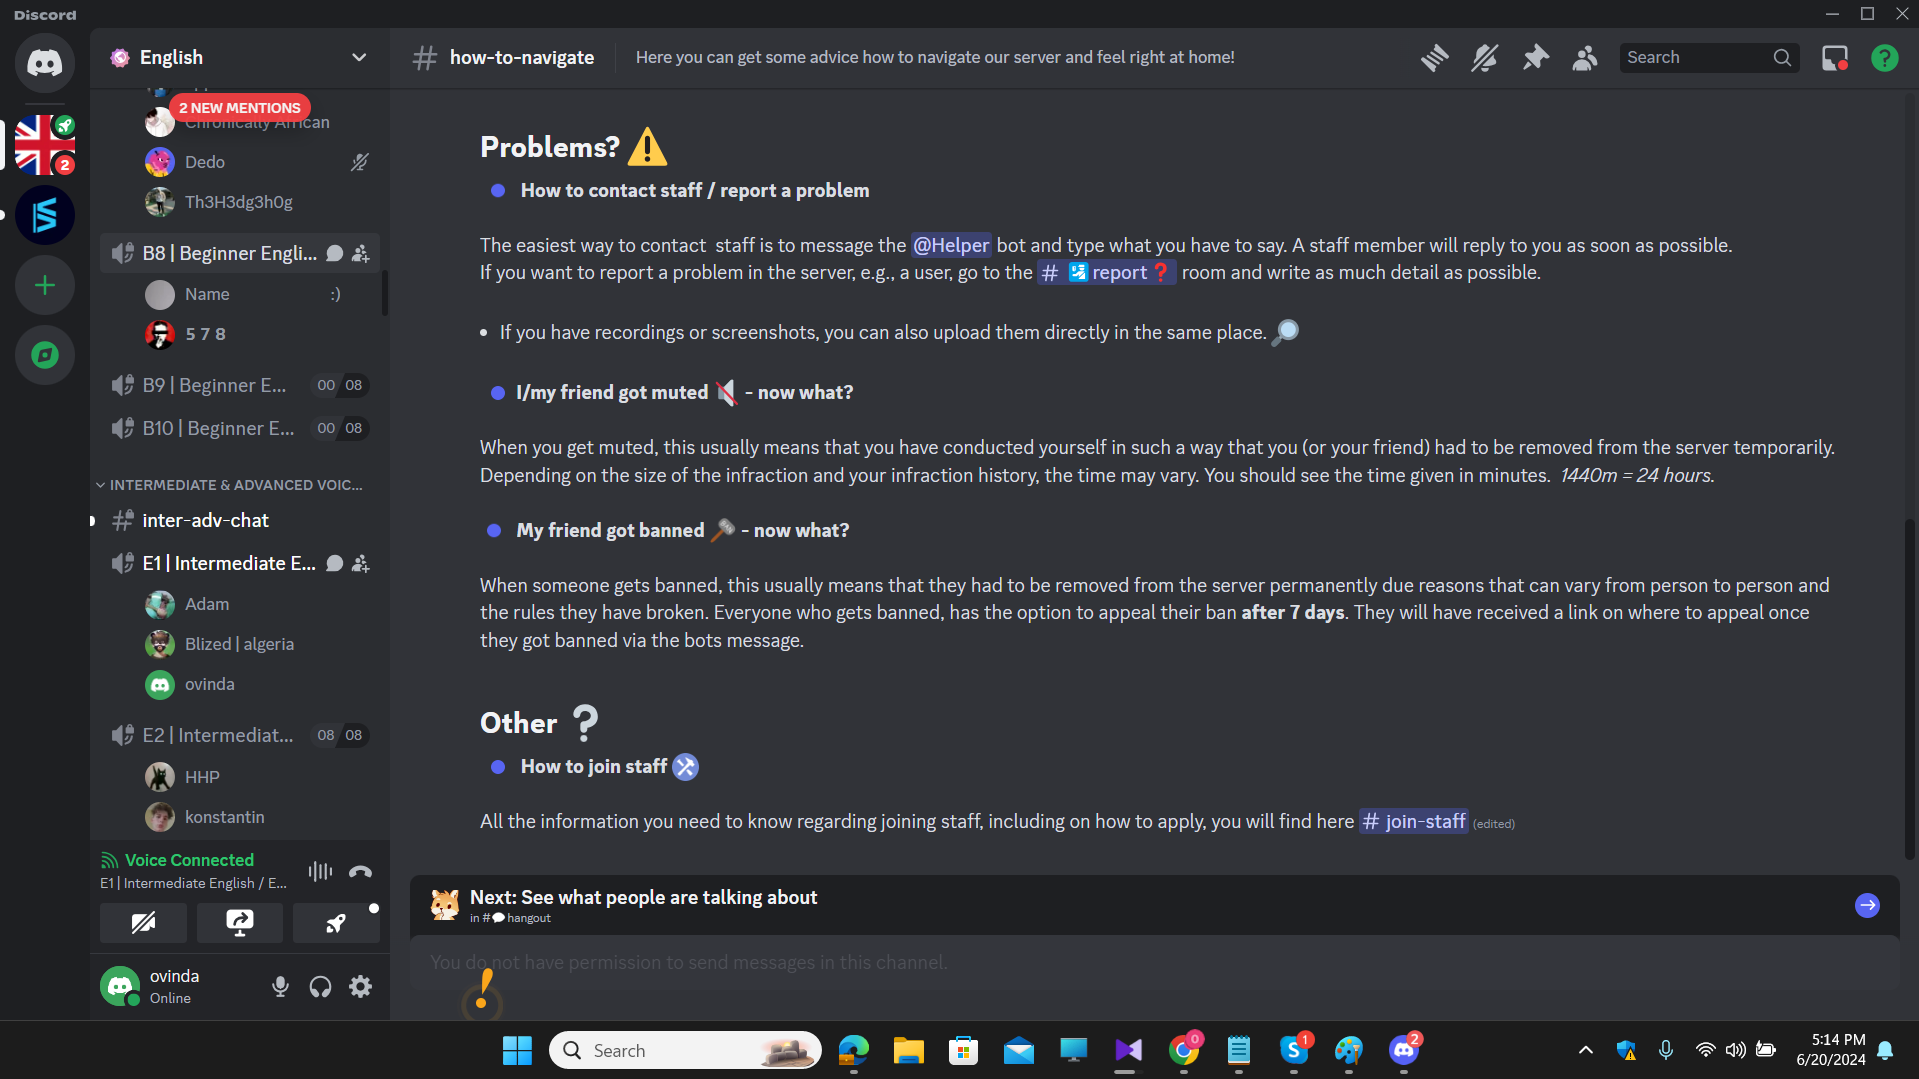 Discord
English
2 NEW MENTIONS
Chronically African
Dedo
Th3H3dg3h0g
B8 | Beginner Engli...
Name :)
5 7 8
B9 | Beginner E... 00 08
B10 | Beginner E... 00 08
INTERMEDIATE & ADVANCED VOIC...
inter-adv-chat
E1 | Intermediate E...
Adam
Blized | algeria
ovinda
E2 | Intermediat... 08 08
HHP
konstantin
Voice Connected
E1 | Intermediate English / E...
ovinda
Online
2
how-to-navigate
Here you can get some advice how to navigate our server and feel right at home!
Search
Problems? ⚠️
How to contact staff / report a problem
The easiest way to contact  staff is to message the @Helper bot and type what you have to say. A staff member will reply to you as soon as possible.
If you want to report a problem in the server, e.g., a user, go to the # report❓ room and write as much detail as possible.
• If you have recordings or screenshots, you can also upload them directly in the same place. 🔎
I/my friend got muted 🔇 - now what?
When you get muted, this usually means that you have conducted yourself in such a way that you (or your friend) had to be removed from the server temporarily.
Depending on the size of the infraction and your infraction history, the time may vary. You should see the time given in minutes.  1440m = 24 hours.
My friend got banned - now what?
When someone gets banned, this usually means that they had to be removed from the server permanently due reasons that can vary from person to person and
the rules they have broken. Everyone who gets banned, has the option to appeal their ban after 7 days. They will have received a link on where to appeal once
they got banned via the bots message.
Other ❔
How to join staff
All the information you need to know regarding joining staff, including on how to apply, you will find here # join-staff (edited)
Next: See what people are talking about
in #💬hangout
You do not have permission to send messages in this channel.
Search
0
1
2
5:14 PM
6/20/2024